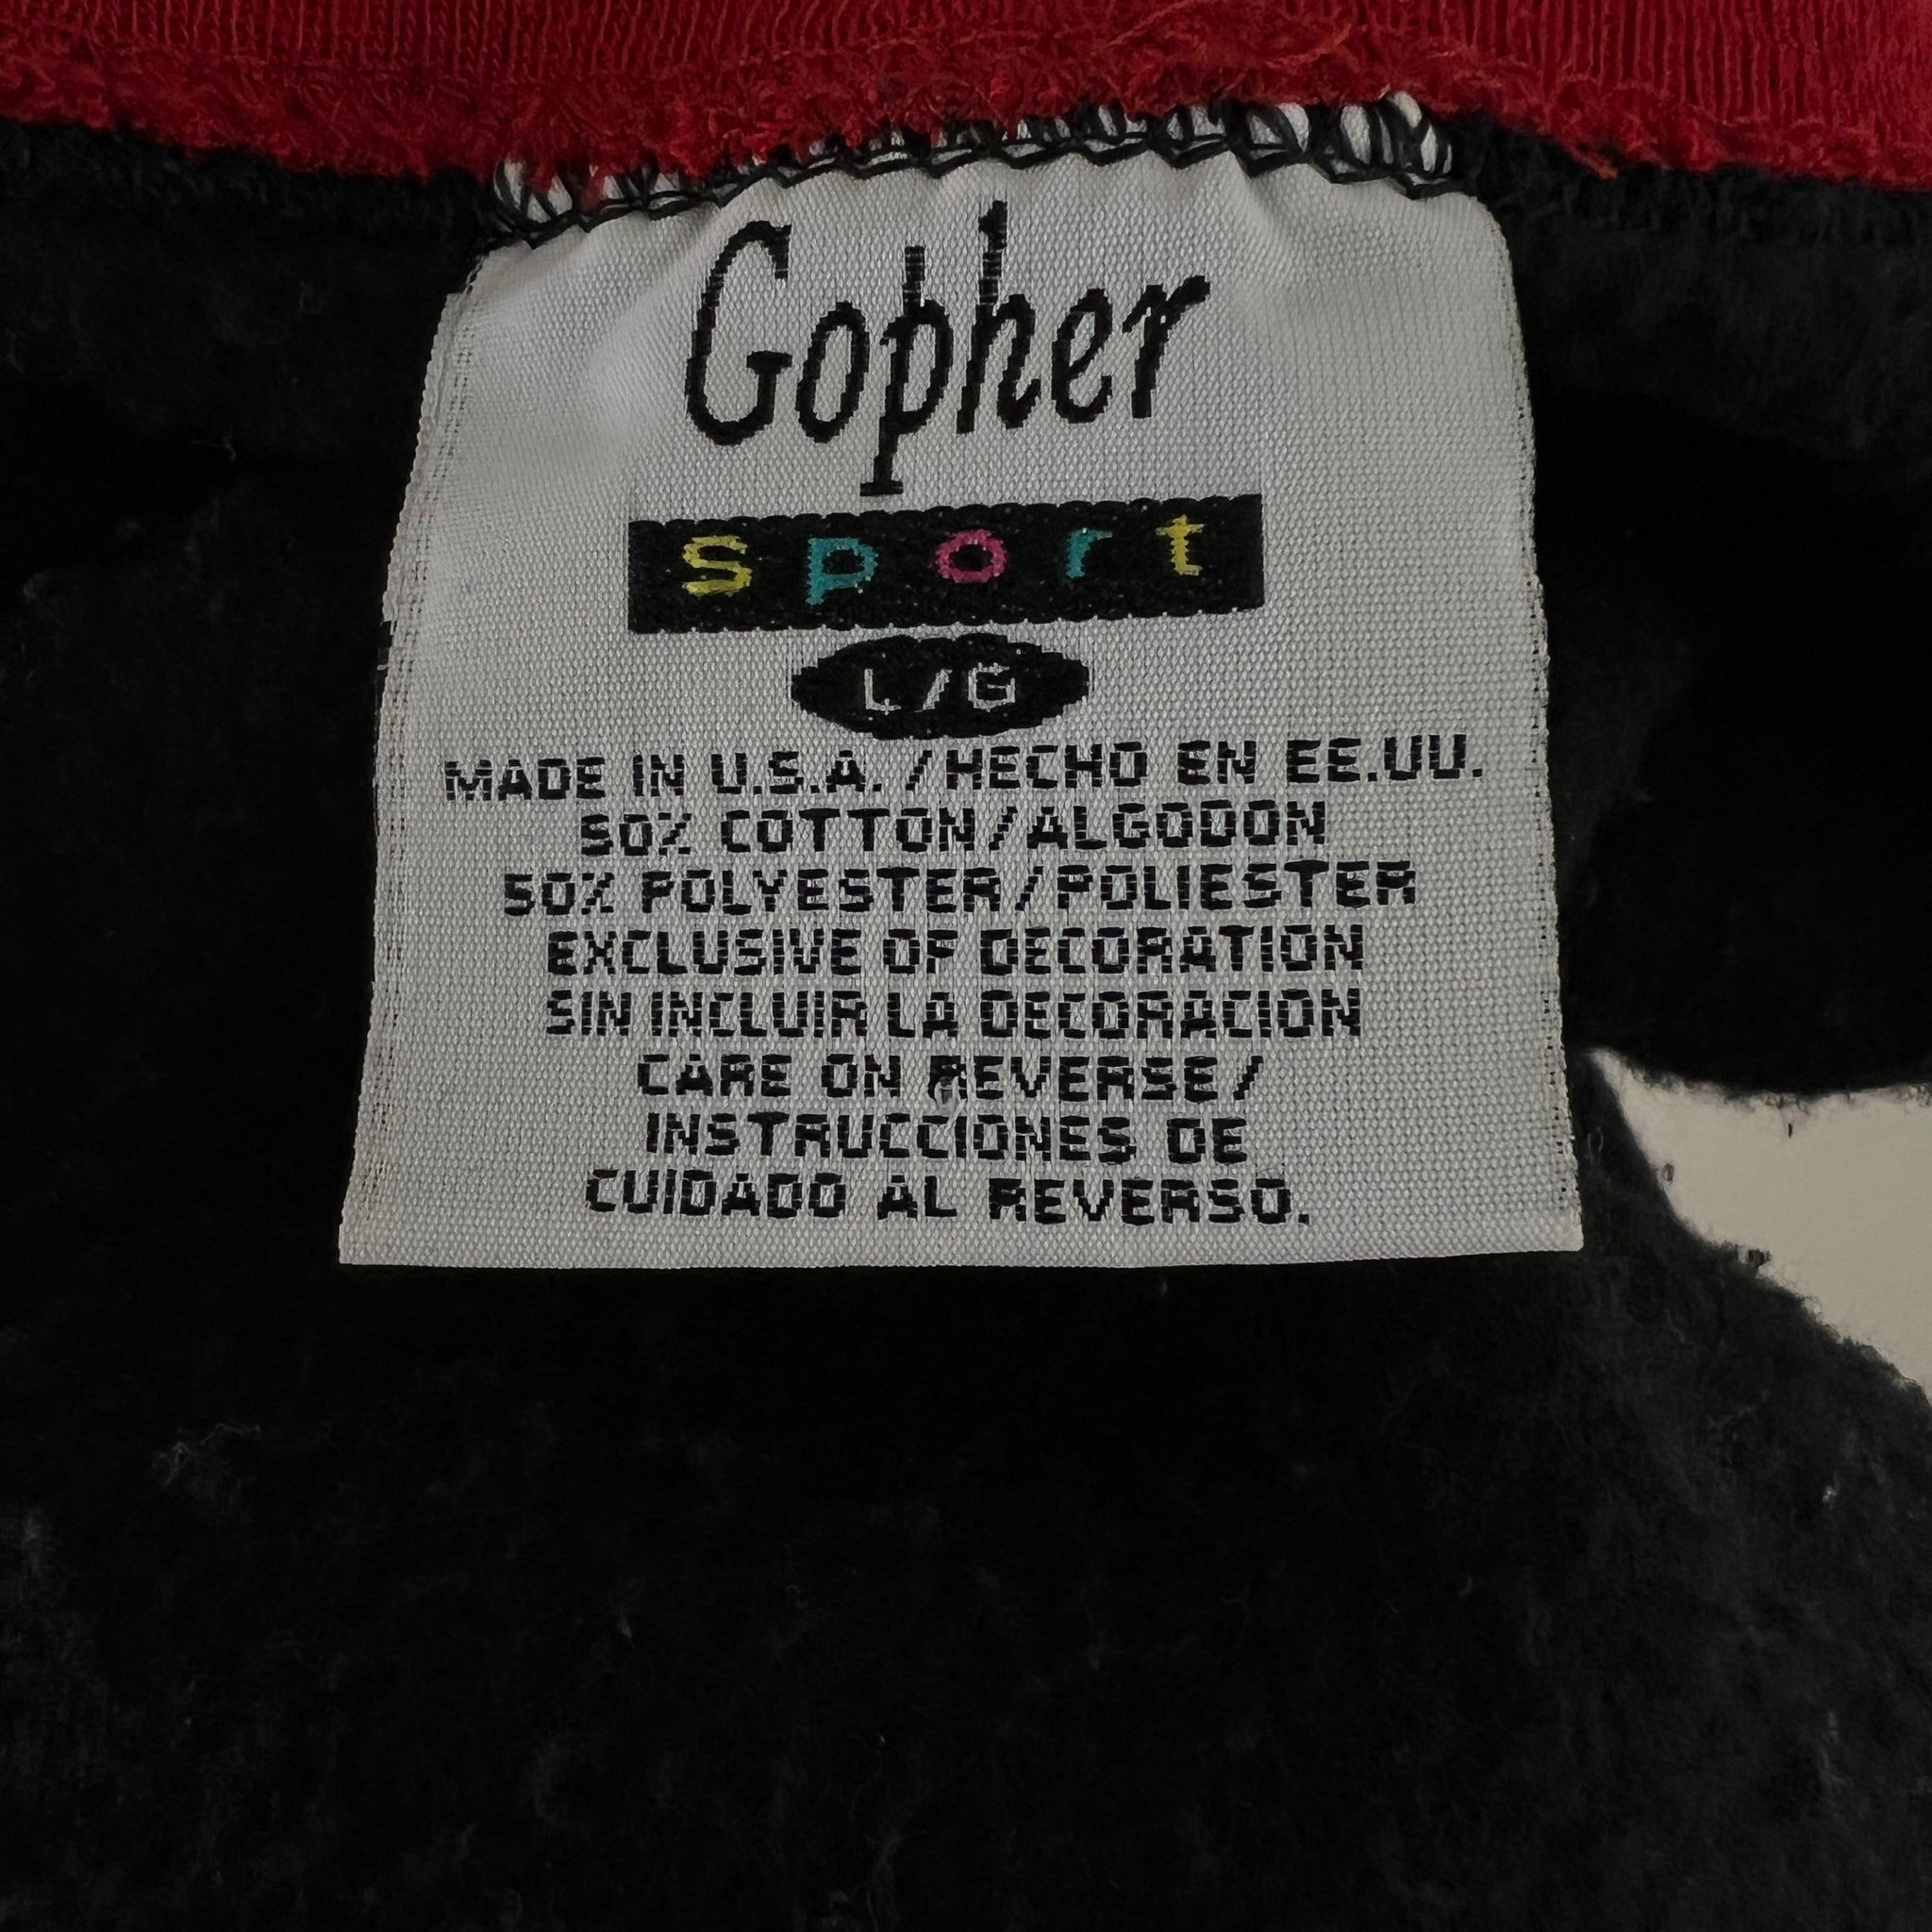 Gopher
sport
L/G
MADE IN U.S.A./HECHO EN EE.UU.
50% COTTON/ALGODON
50% POLYESTER/POLIESTER
EXCLUSIVE OF DECORATION
SIN INCLUIR LA DECORACION
CARE ON REVERSE/
INSTRUCCIONES DE
CUIDADO AL REVERSO.